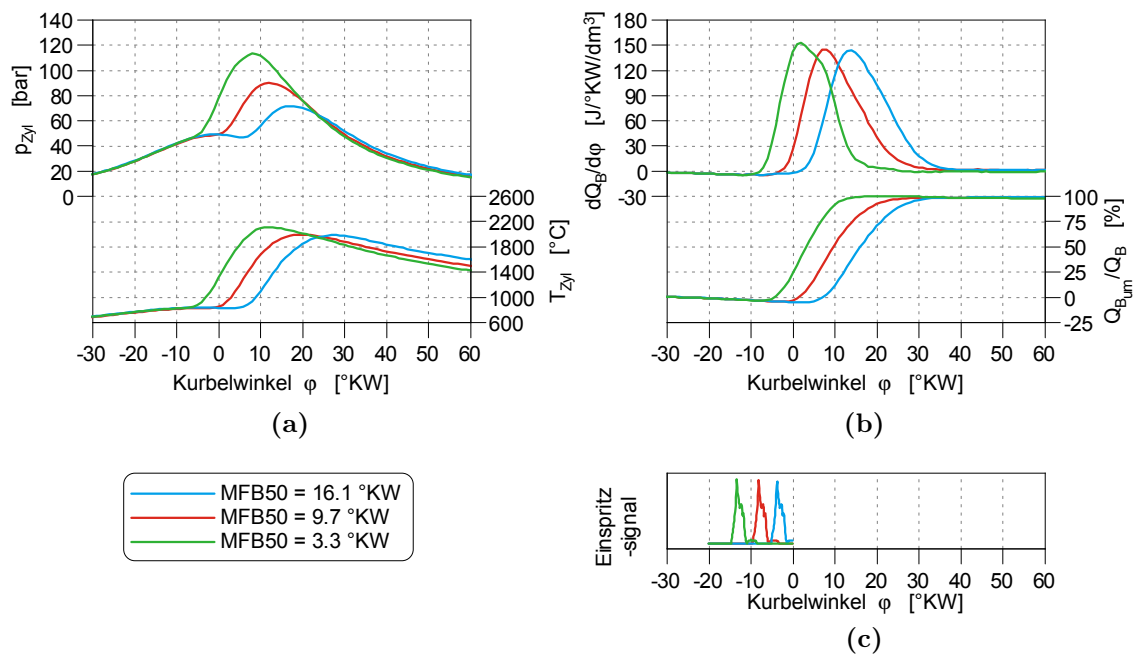 140
120
100
80
60
40
20
0
p_Zyl [bar]
2600
2200
1800
1400
1000
600
T_Zyl [°C]
-30 -20 -10 0 10 20 30 40 50 60
Kurbelwinkel φ [°KW]
(a)
180
150
120
90
60
30
0
-30
dQ_B/dφ [J/°KW/dm³]
100
75
50
25
0
-25
Q_B_um/Q_B [%]
-30 -20 -10 0 10 20 30 40 50 60
Kurbelwinkel φ [°KW]
(b)
MFB50 = 16.1 °KW
MFB50 = 9.7 °KW
MFB50 = 3.3 °KW
Einspritz
-signal
-30 -20 -10 0 10 20 30 40 50 60
Kurbelwinkel φ [°KW]
(c)